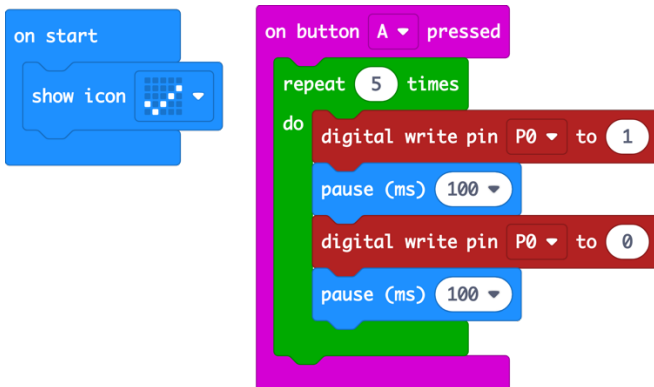 on start
show icon
on button A pressed
repeat 5 times
do
digital write pin P0 to 1
pause (ms) 100
digital write pin P0 to 0
pause (ms) 100